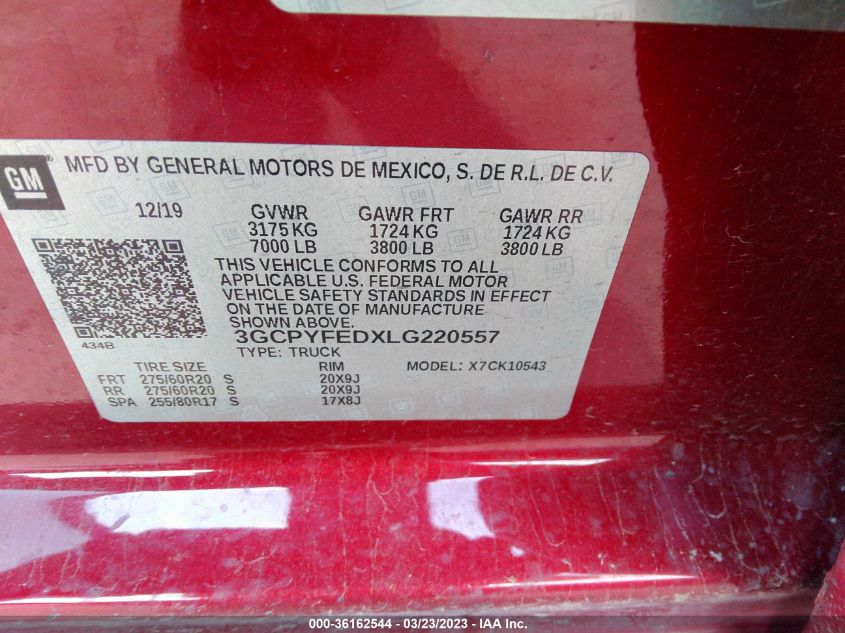 GM
MFD BY GENERAL MOTORS DE MEXICO, S. DE R.L. DE C.V.
12/19 GVWR GAWR FRT GAWR RR
3175 KG 1724 KG 1724 KG
7000 LB 3800 LB 3800 LB
THIS VEHICLE CONFORMS TO ALL
APPLICABLE U.S. FEDERAL MOTOR
VEHICLE SAFETY STANDARDS IN EFFECT
ON THE DATE OF MANUFACTURE
SHOWN ABOVE.
434B
3GCPYFEDXLG220557
TYPE: TRUCK MODEL: X7CK10543
TIRE SIZE RIM
FRT 275/60R20 S 20X9J
RR 275/60R20 S 20X9J
SPA 255/80R17 S 17X8J
000-36162544 — 03/23/2023 — IAA Inc.